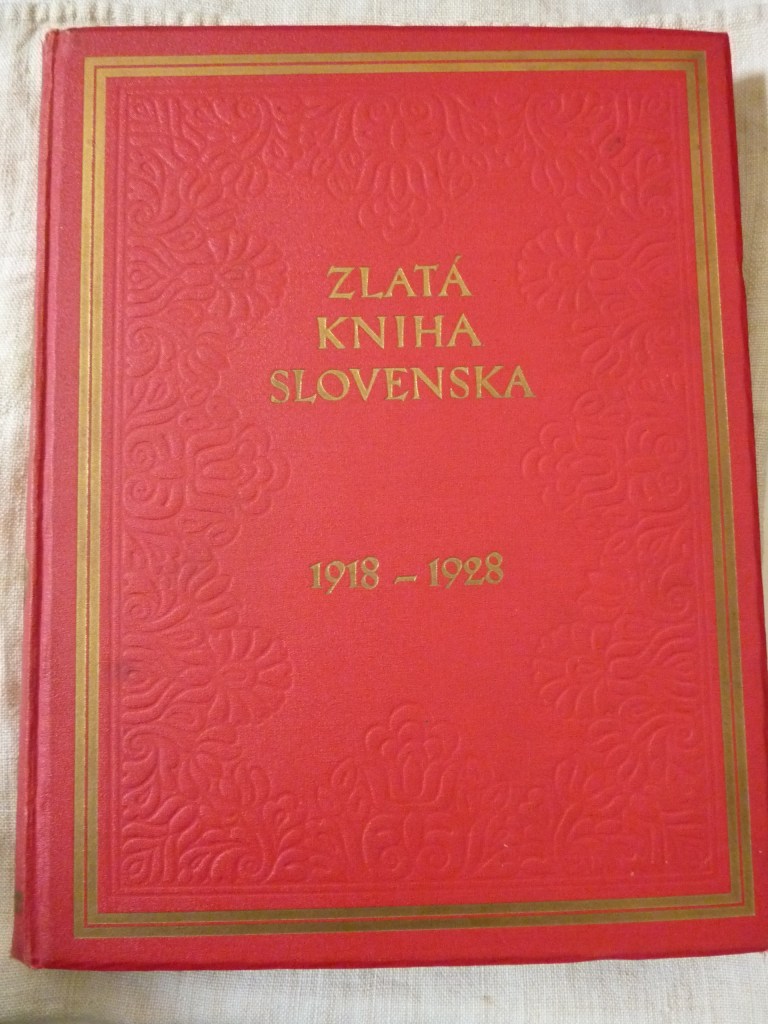 ZLATÁ
KNIHA
SLOVENSKA
1918 – 1928